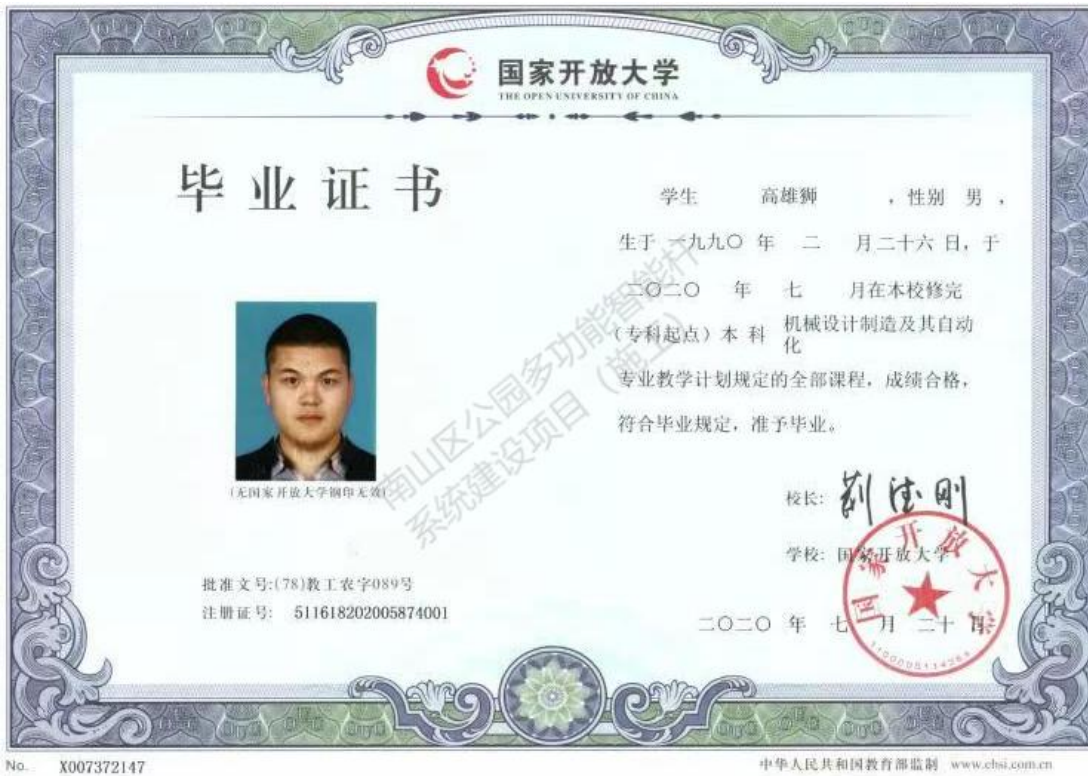 国家开放大学
THE OPEN UNIVERSITY OF CHINA
毕业证书
学生 高雄狮 ，性别 男 ，
生于 一九九〇 年 二 月二十六 日，于
二〇二〇 年 七 月在本校修完
（专科起点）本 科 机械设计制造及其自动
化
专业教学计划规定的全部课程，成绩合格，
符合毕业规定，准予毕业。
(无国家开放大学钢印无效)
校长:
学校: 国家开放大学
批准文号:(78)教工农字089号
注册证号: 511618202005874001
二〇二〇 年 七 月 二十 日
国家开放大学
南山区公园多功能智能杆
系统建设项目（施工）
No. X007372147
中华人民共和国教育部监制 www.chsi.com.cn